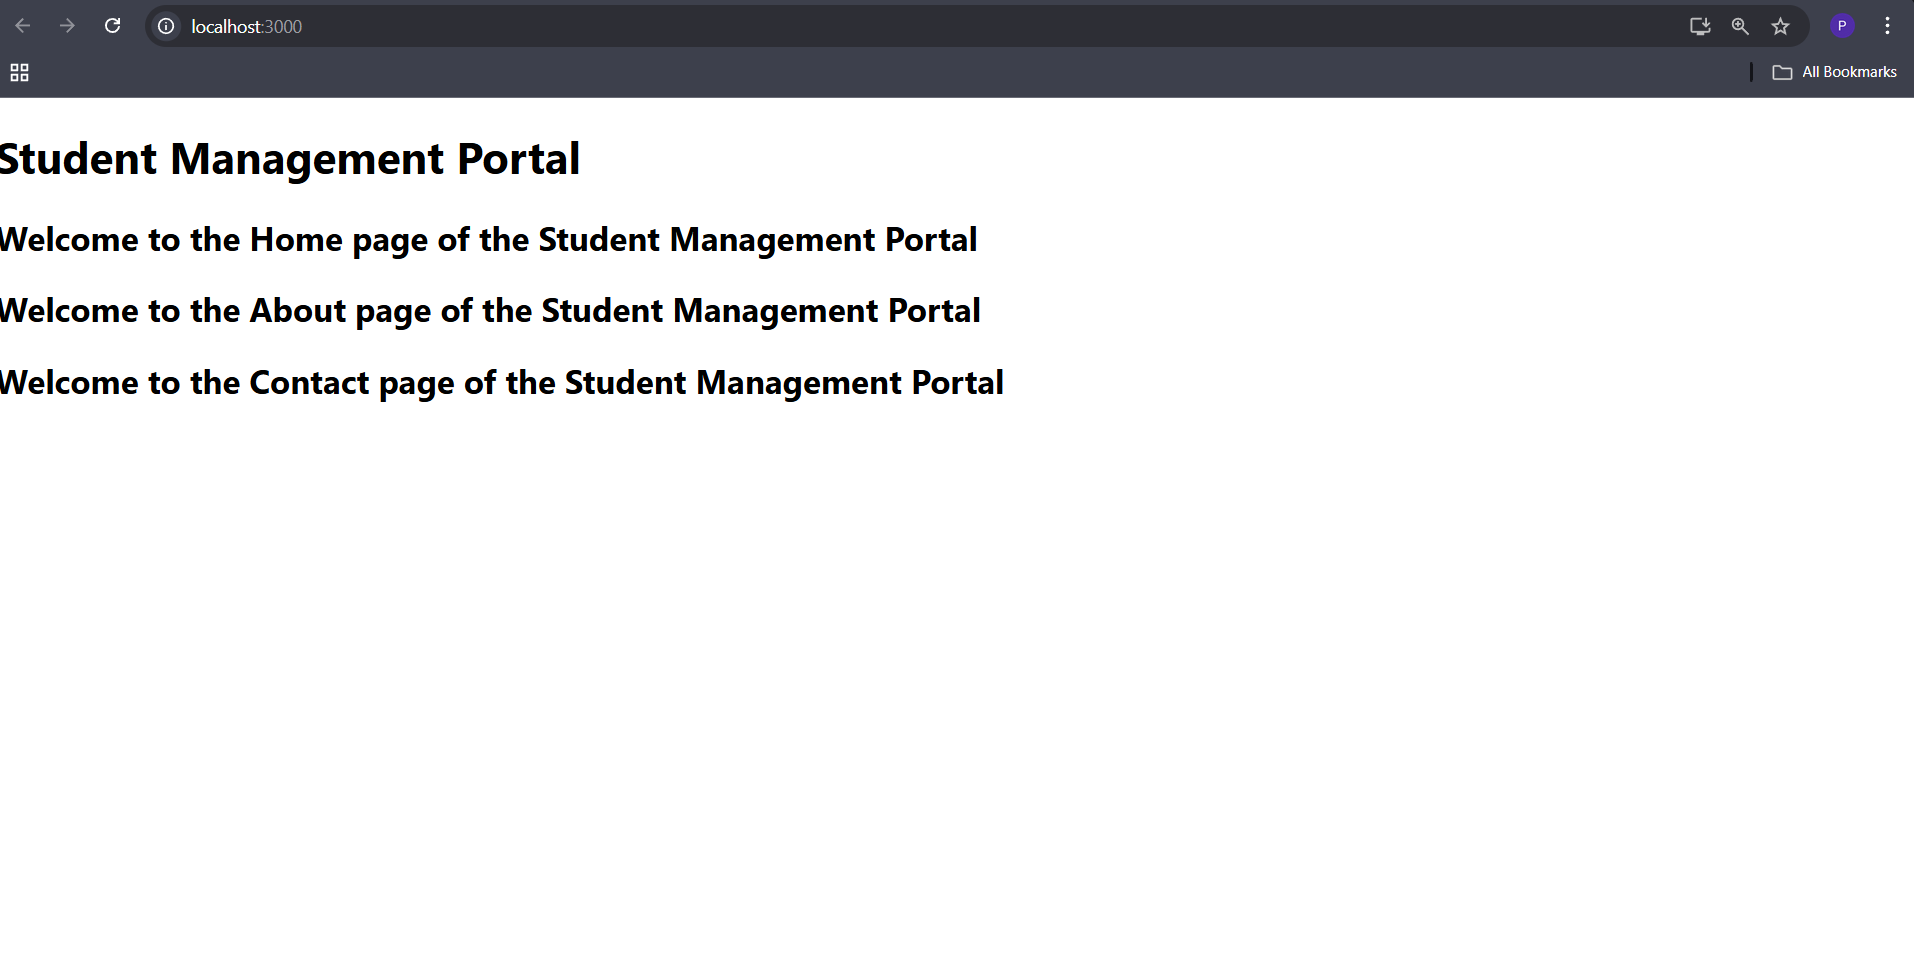 localhost:3000
P
All Bookmarks
Student Management Portal
Welcome to the Home page of the Student Management Portal
Welcome to the About page of the Student Management Portal
Welcome to the Contact page of the Student Management Portal